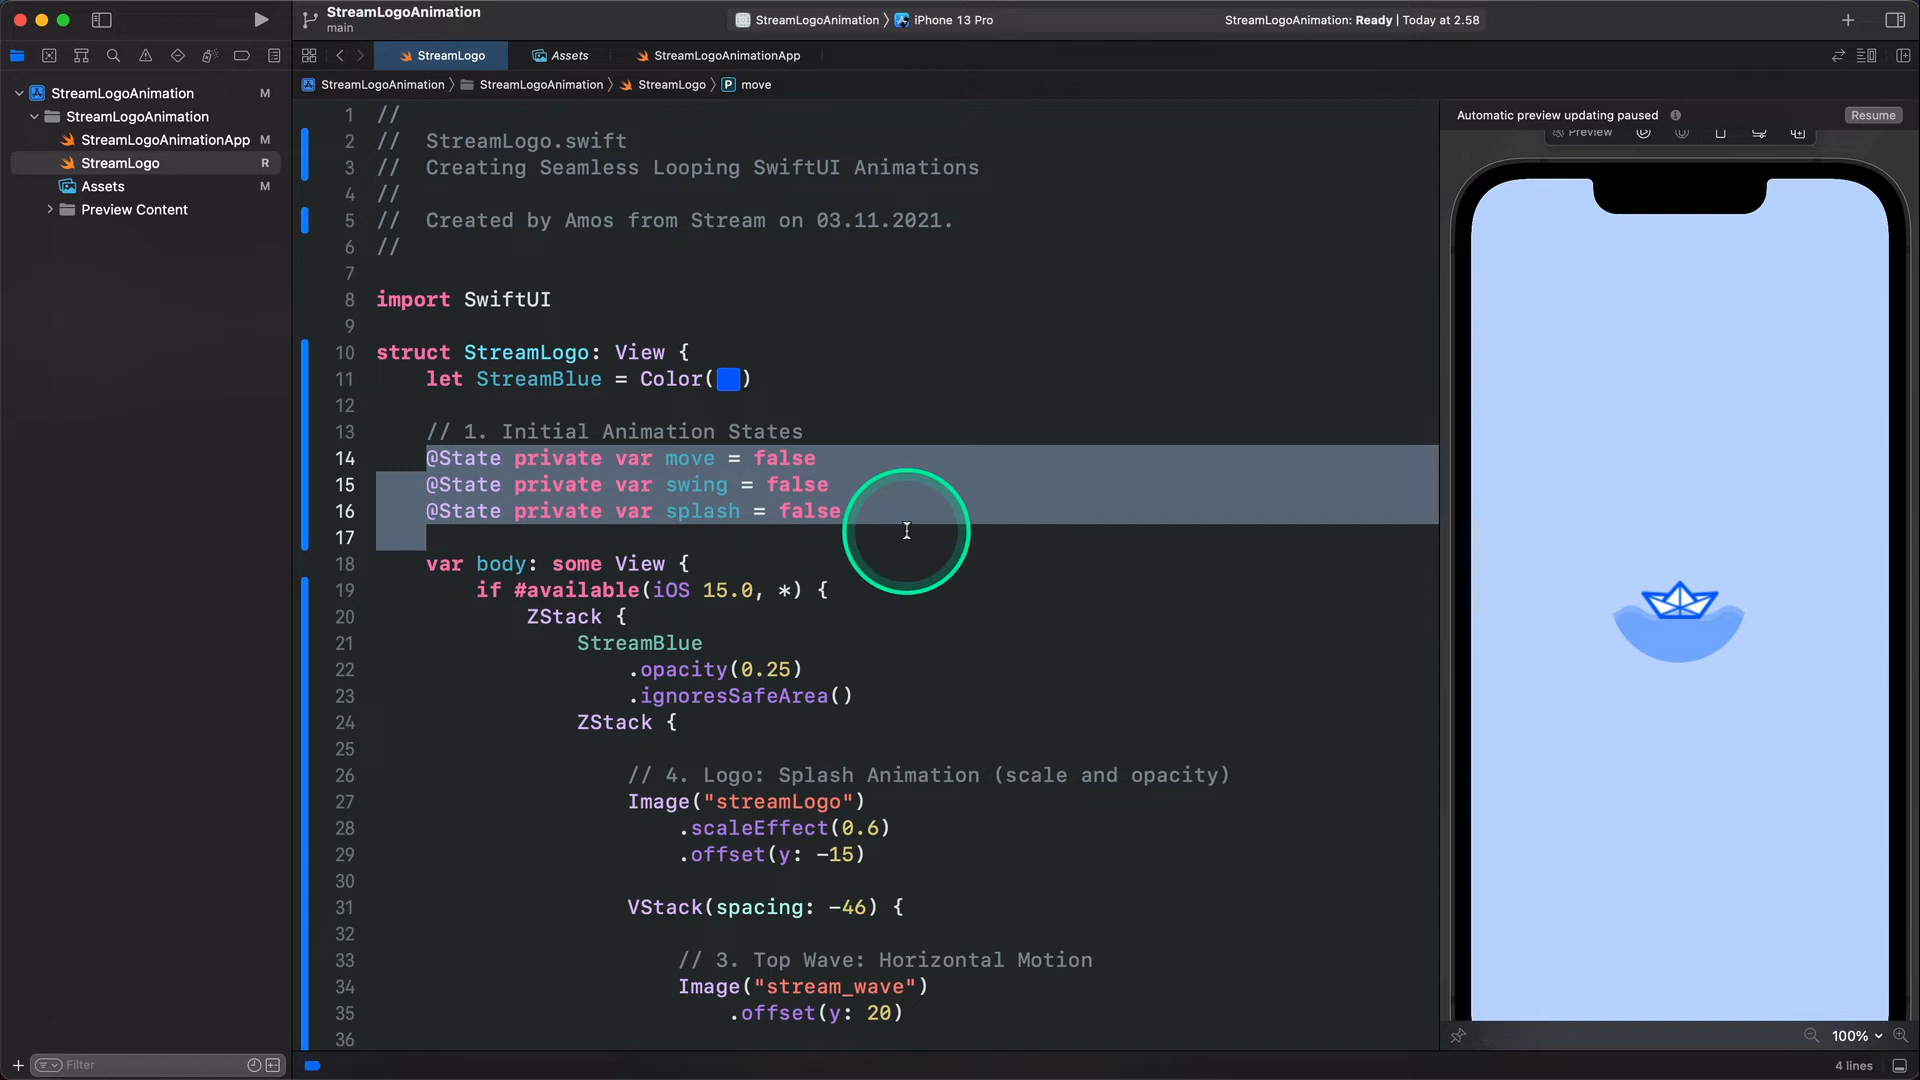 StreamLogoAnimation
main
StreamLogoAnimation
iPhone 13 Pro
StreamLogoAnimation: Ready | Today at 2.58
StreamLogo
Assets
StreamLogoAnimationApp
StreamLogoAnimation
StreamLogoAnimation
StreamLogo
P move
StreamLogoAnimation M
StreamLogoAnimation
StreamLogoAnimationApp M
StreamLogo R
Assets M
Preview Content
1 //
2 // StreamLogo.swift
3 // Creating Seamless Looping SwiftUI Animations
4 //
5 // Created by Amos from Stream on 03.11.2021.
6 //
7
8 import SwiftUI
9
10 struct StreamLogo: View {
11 let StreamBlue = Color( )
12
13 // 1. Initial Animation States
14 @State private var move = false
15 @State private var swing = false
16 @State private var splash = false
17
18 var body: some View {
19 if #available(iOS 15.0, *) {
20 ZStack {
21 StreamBlue
22 .opacity(0.25)
23 .ignoresSafeArea()
24 ZStack {
25
26 // 4. Logo: Splash Animation (scale and opacity)
27 Image("streamLogo")
28 .scaleEffect(0.6)
29 .offset(y: -15)
30
31 VStack(spacing: -46) {
32
33 // 3. Top Wave: Horizontal Motion
34 Image("stream_wave")
35 .offset(y: 20)
36
Automatic preview updating paused
Resume
Preview
100%
Filter
4 lines